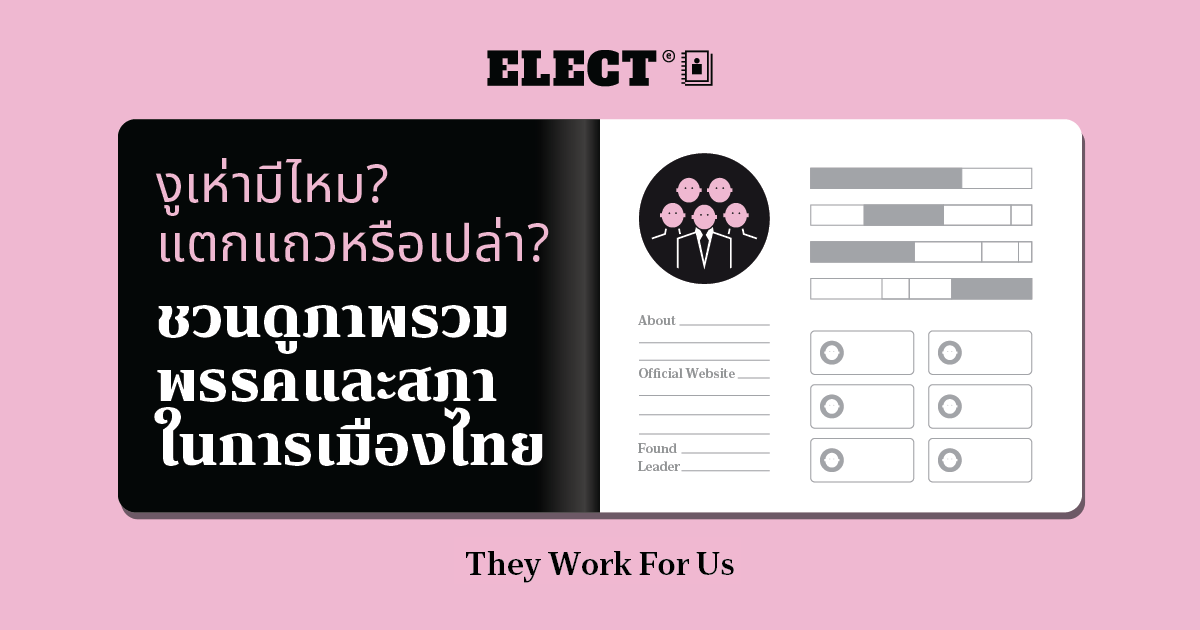 ELECT ⓔ
งูเห่ามีไหม?
แตกแถวหรือเปล่า?
ชวนดูภาพรวม
พรรคและสภา
ในการเมืองไทย
About
Official Website
Found
Leader
They Work For Us